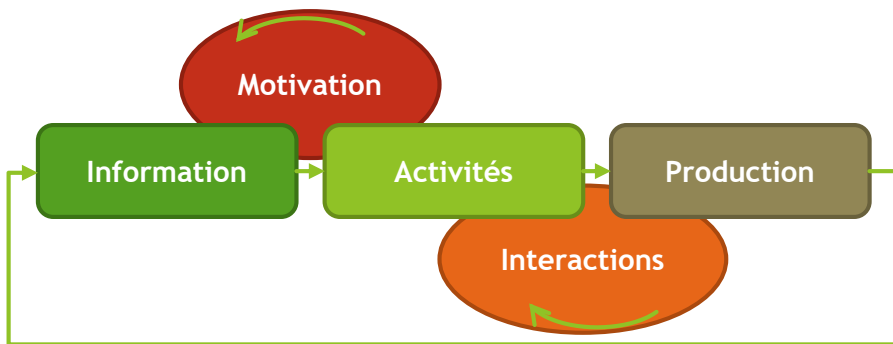 Motivation
Information
Activités
Production
Interactions